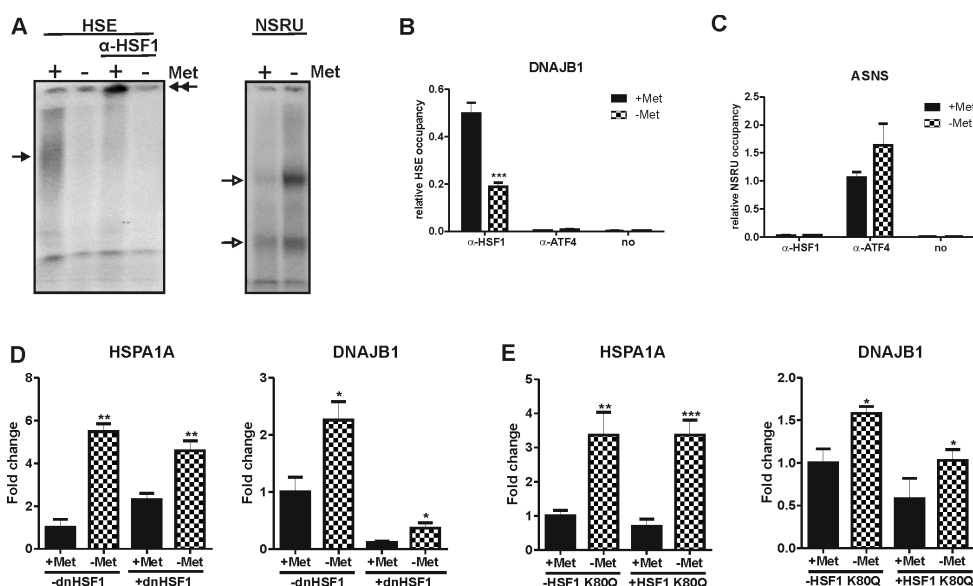 A
HSE
α-HSF1
+ - + - Met
NSRU
+ - Met
B
DNAJB1
+Met
-Met
relative HSE occupancy
0.6
0.4
0.2
0.0
***
α-HSF1 α-ATF4 no
C
ASNS
+Met
-Met
relative NSRU occupancy
2.5
2.0
1.5
1.0
0.5
0.0
α-HSF1 α-ATF4 no
D
HSPA1A
Fold change
8
6
4
2
0
**
**
+Met -Met +Met -Met
-dnHSF1 +dnHSF1
DNAJB1
Fold change
3
2
1
0
*
*
+Met -Met +Met -Met
-dnHSF1 +dnHSF1
E
HSPA1A
Fold change
5
4
3
2
1
0
**
***
+Met -Met +Met -Met
-HSF1 K80Q +HSF1 K80Q
DNAJB1
Fold change
2.0
1.5
1.0
0.5
0.0
*
*
+Met -Met +Met -Met
-HSF1 K80Q +HSF1 K80Q